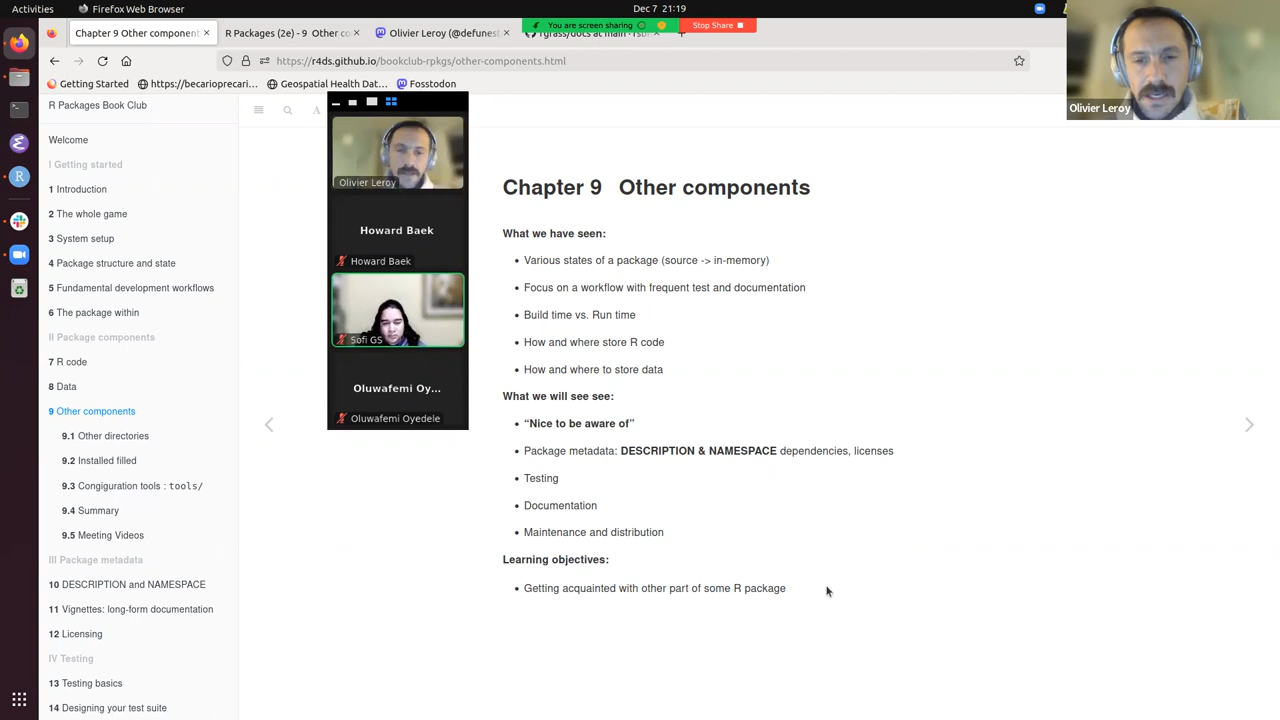 Activities
Firefox Web Browser
Dec 7 21:19
You are screen sharing
Stop Share
Chapter 9 Other componen
R Packages (2e) - 9 Other co
Olivier Leroy (@defunes
rgrass/docs at main
https://r4ds.github.io/bookclub-rpkgs/other-components.html
Getting Started
https://becarioprecari...
Geospatial Health Dat...
Fosstodon
R Packages Book Club
Welcome
I Getting started
1 Introduction
2 The whole game
3 System setup
4 Package structure and state
5 Fundamental development workflows
6 The package within
II Package components
7 R code
8 Data
9 Other components
9.1 Other directories
9.2 Installed filled
9.3 Congiguration tools : tools/
9.4 Summary
9.5 Meeting Videos
III Package metadata
10 DESCRIPTION and NAMESPACE
11 Vignettes: long-form documentation
12 Licensing
IV Testing
13 Testing basics
14 Designing your test suite
A
Olivier Leroy
Howard Baek
Howard Baek
Sofi GS
Oluwafemi Oy...
Oluwafemi Oyedele
Chapter 9 Other components
What we have seen:
• Various states of a package (source -> in-memory)
• Focus on a workflow with frequent test and documentation
• Build time vs. Run time
• How and where store R code
• How and where to store data
What we will see see:
• “Nice to be aware of”
• Package metadata: DESCRIPTION & NAMESPACE dependencies, licenses
• Testing
• Documentation
• Maintenance and distribution
Learning objectives:
• Getting acquainted with other part of some R package
Olivier Leroy